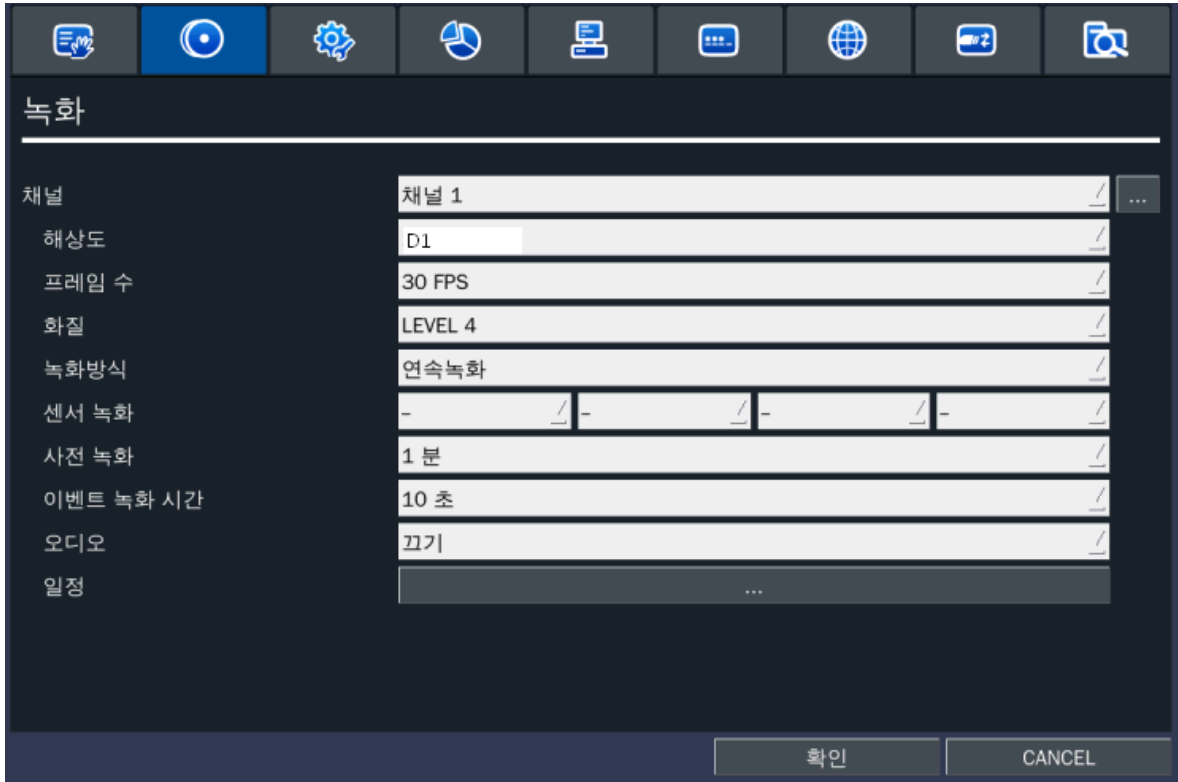 녹화
채널 채널 1 ...
해상도 D1
프레임 수 30 FPS
화질 LEVEL 4
녹화방식 연속녹화
센서 녹화 - - - -
사전 녹화 1 분
이벤트 녹화 시간 10 초
오디오 끄기
일정 ...
확인 CANCEL